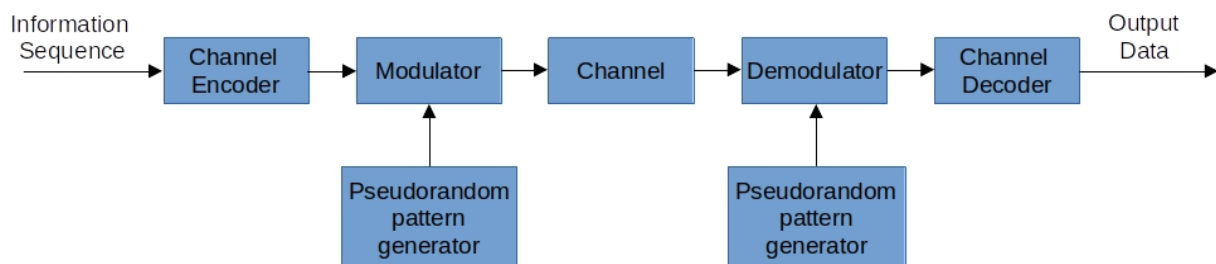 Information
Sequence
Channel
Encoder
Modulator
Channel
Demodulator
Channel
Decoder
Output
Data
Pseudorandom
pattern
generator
Pseudorandom
pattern
generator